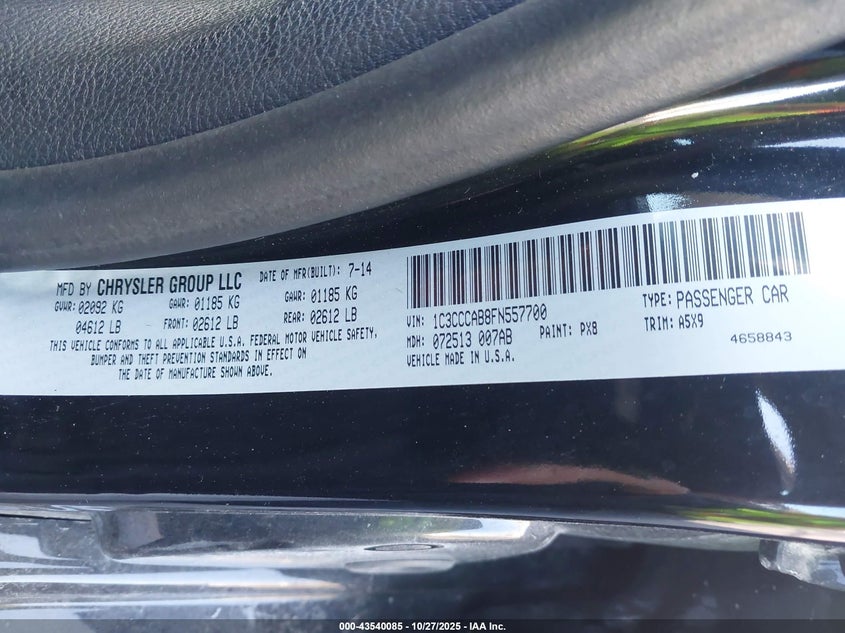 MFD BY CHRYSLER GROUP LLC DATE OF MFR(BUILT): 7-14
GVWR: 02092 KG GAWR: 01185 KG GAWR: 01185 KG
04612 LB FRONT: 02612 LB REAR: 02612 LB
THIS VEHICLE CONFORMS TO ALL APPLICABLE U.S.A. FEDERAL MOTOR VEHICLE SAFETY,
BUMPER AND THEFT PREVENTION STANDARDS IN EFFECT ON
THE DATE OF MANUFACTURE SHOWN ABOVE.
VIN: 1C3CCCAB8FN557700 TYPE: PASSENGER CAR
MDH: 072513 007AB PAINT: PX8 TRIM: A5X9
VEHICLE MADE IN U.S.A. 4658843
000-43540085 - 10/27/2025 - IAA Inc.